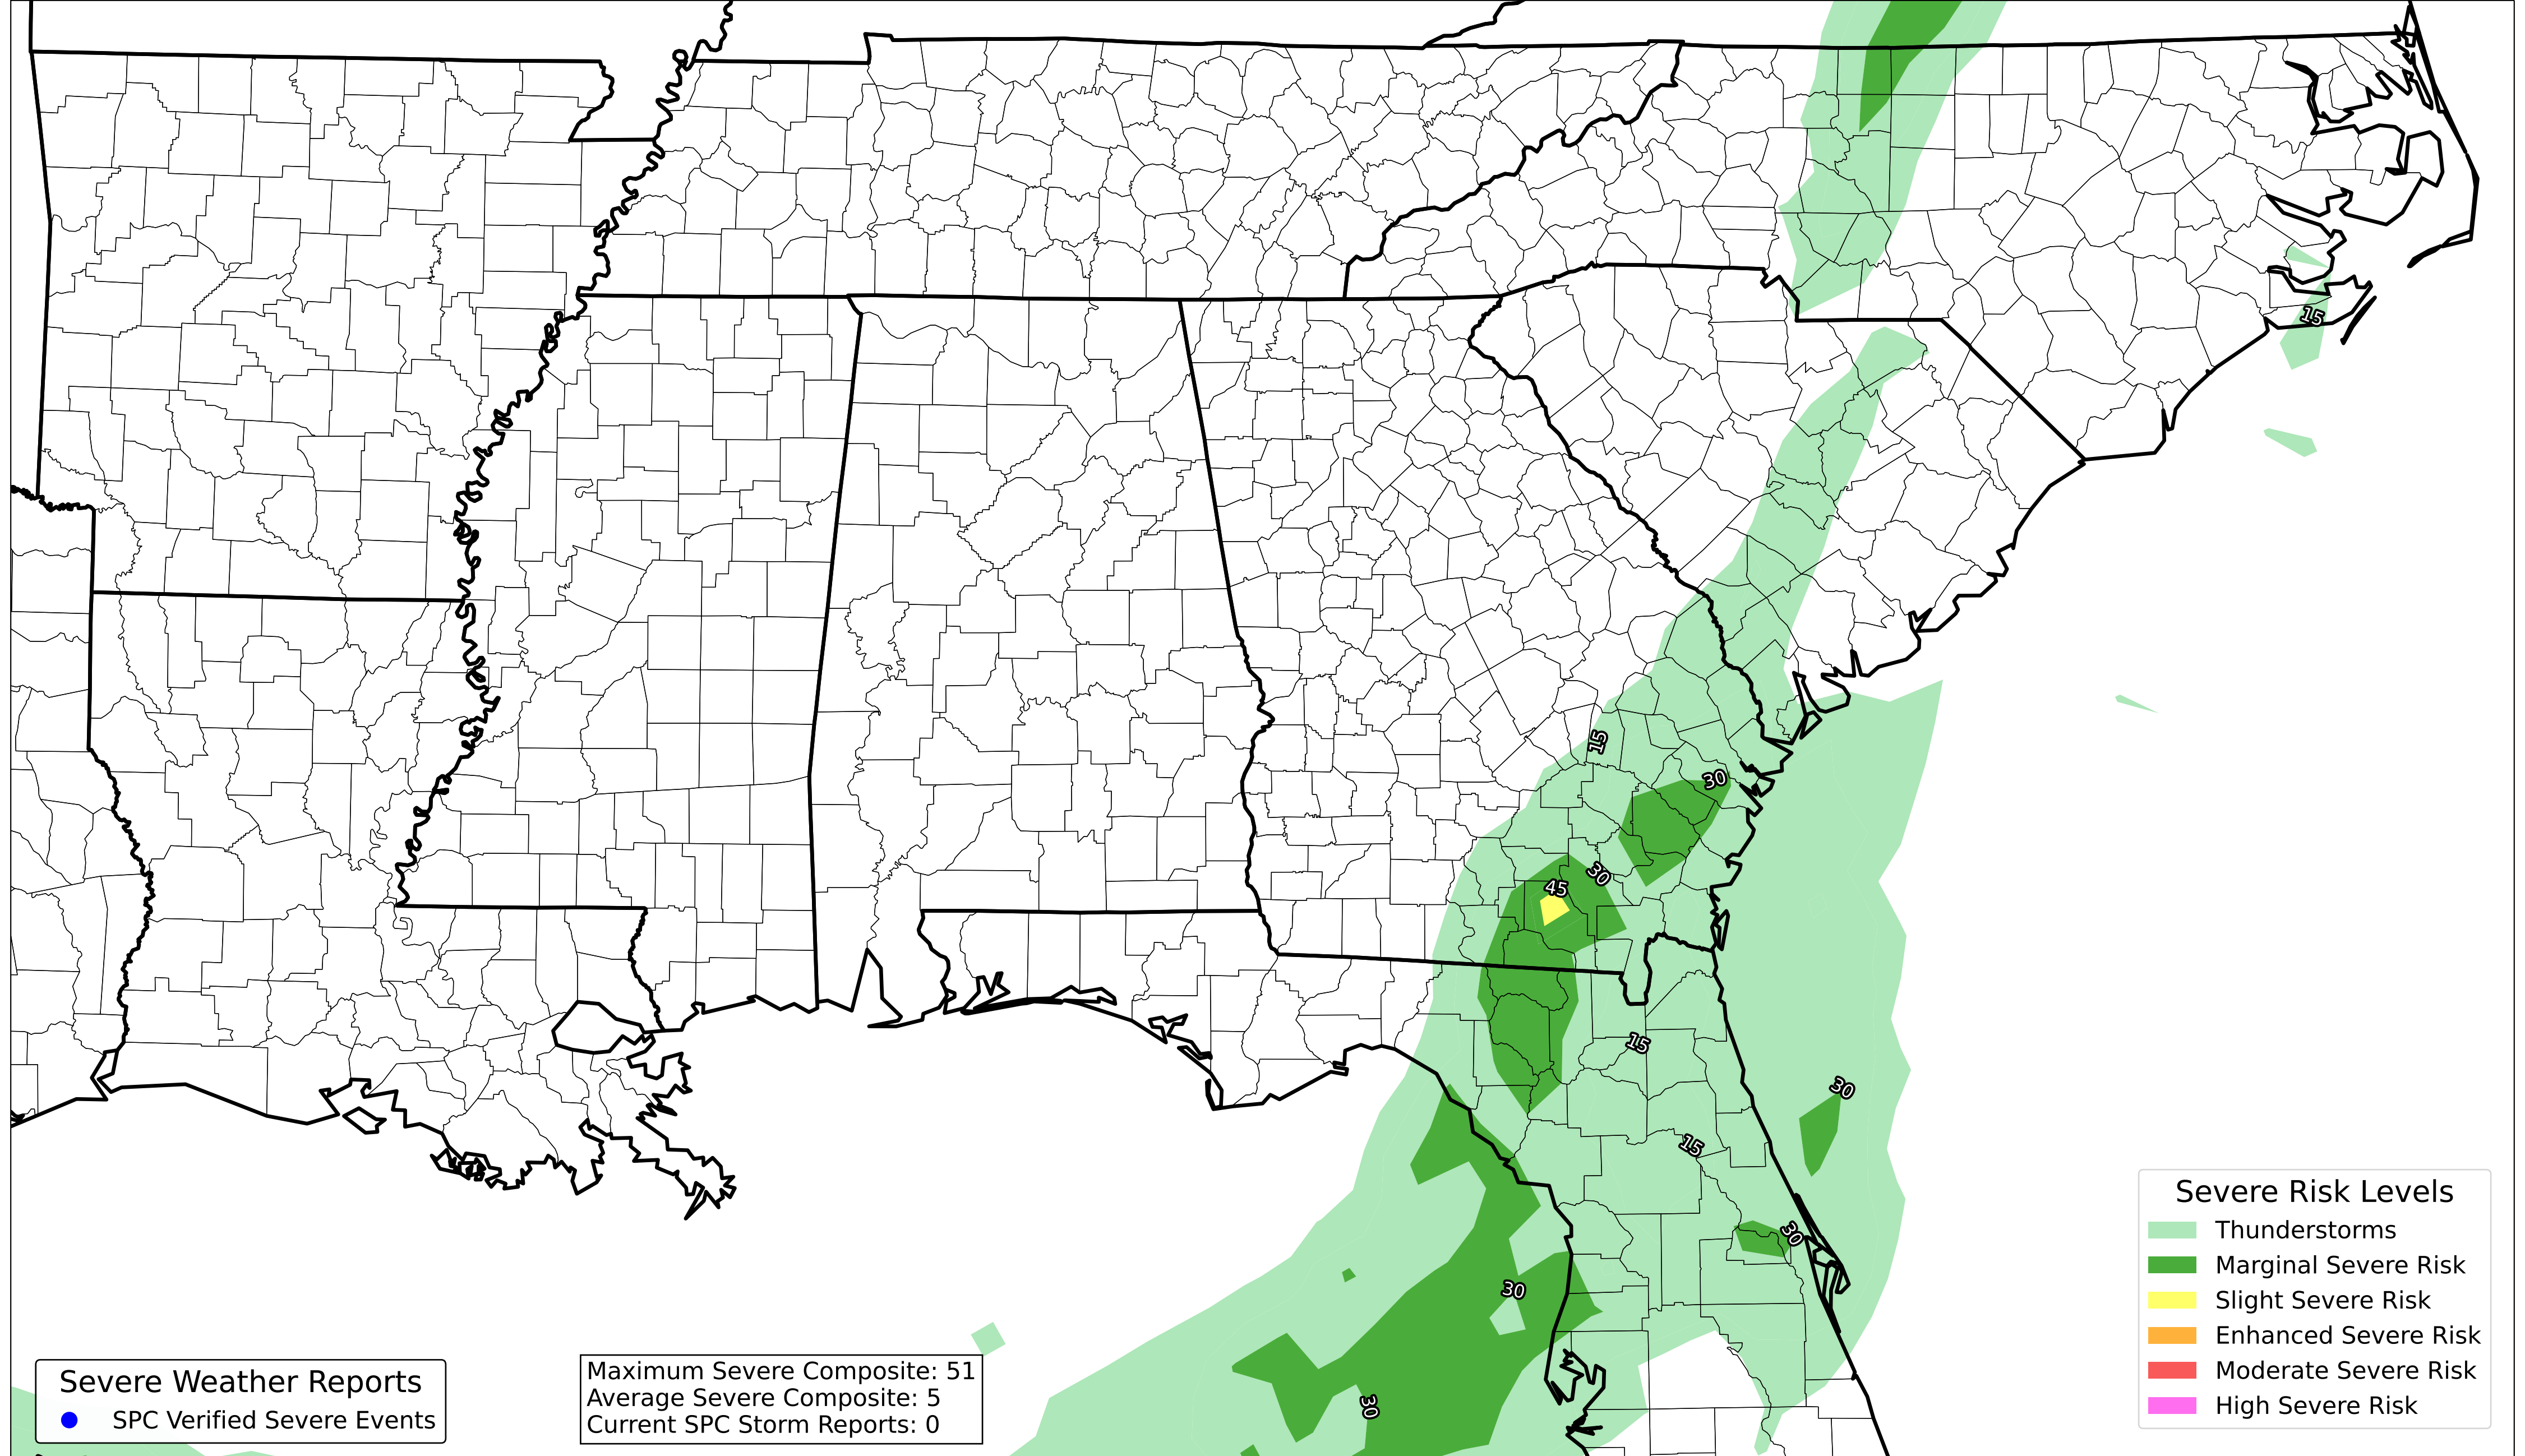 15
15
30
30
45
15
30
15
30
30
30
Severe Risk Levels
Thunderstorms
Marginal Severe Risk
Slight Severe Risk
Enhanced Severe Risk
Moderate Severe Risk
High Severe Risk
Severe Weather Reports
SPC Verified Severe Events
Maximum Severe Composite: 51
Average Severe Composite: 5
Current SPC Storm Reports: 0